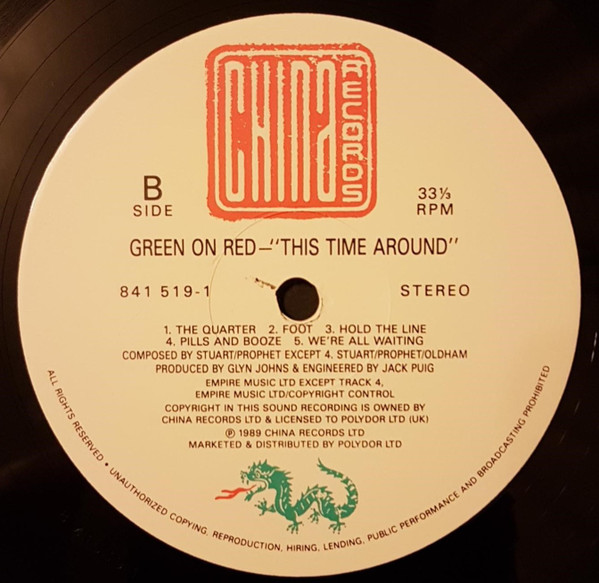 CHINA RECORDS
B
SIDE
33⅓
RPM
GREEN ON RED–"THIS TIME AROUND"
841 519-1
STEREO
1. THE QUARTER 2. FOOT 3. HOLD THE LINE
4. PILLS AND BOOZE 5. WE'RE ALL WAITING
COMPOSED BY STUART/PROPHET EXCEPT 4. STUART/PROPHET/OLDHAM
PRODUCED BY GLYN JOHNS & ENGINEERED BY JACK PUIG
EMPIRE MUSIC LTD EXCEPT TRACK 4,
EMPIRE MUSIC LTD/COPYRIGHT CONTROL
COPYRIGHT IN THIS SOUND RECORDING IS OWNED BY
CHINA RECORDS LTD & LICENSED TO POLYDOR LTD (UK)
℗ 1989 CHINA RECORDS LTD
MARKETED & DISTRIBUTED BY POLYDOR LTD
ALL RIGHTS RESERVED • UNAUTHORIZED COPYING, REPRODUCTION, HIRING, LENDING, PUBLIC PERFORMANCE AND BROADCASTING PROHIBITED